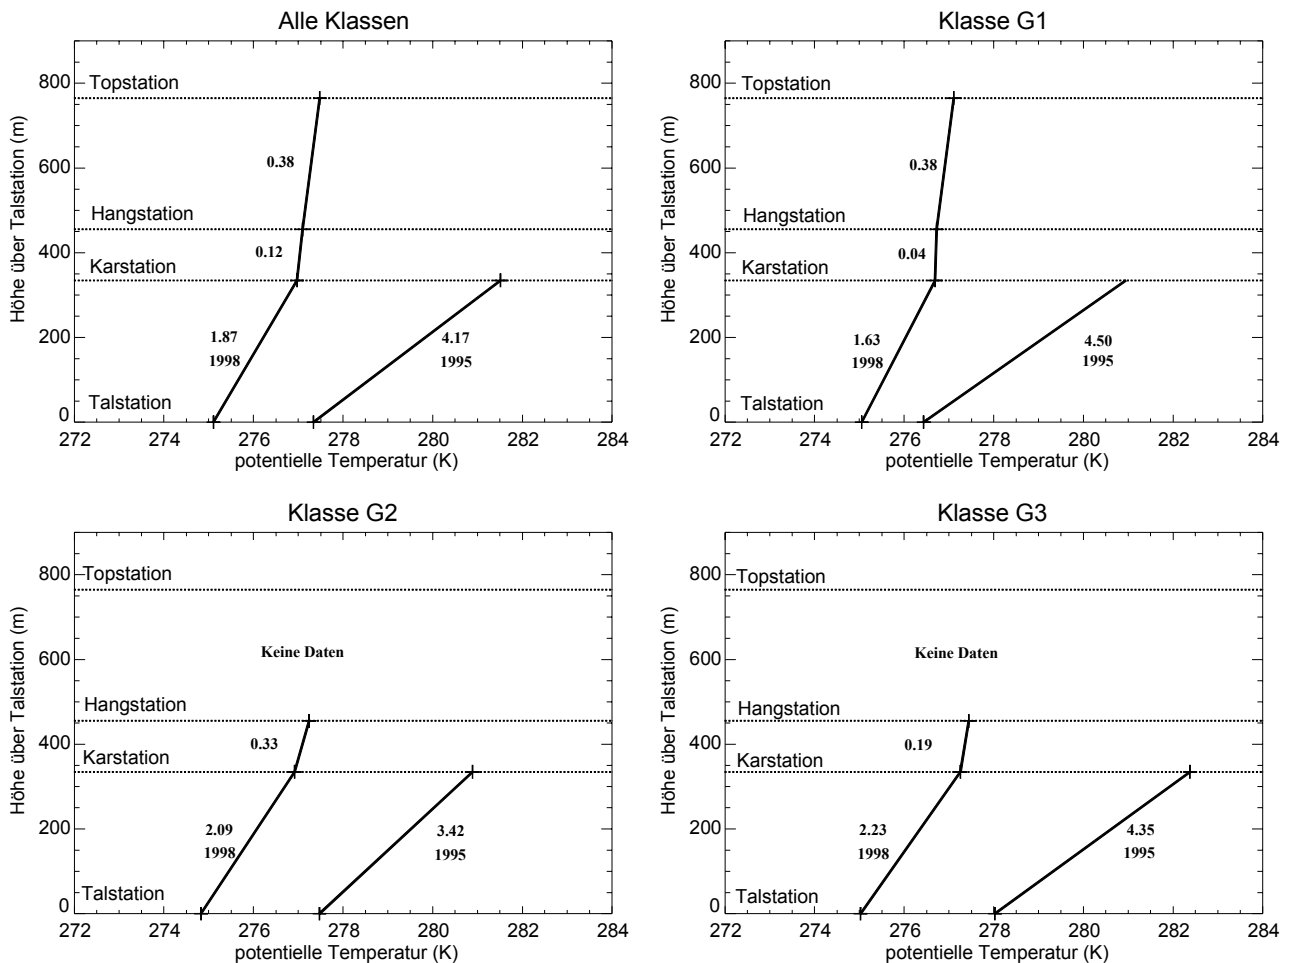 Alle Klassen
Höhe über Talstation (m)
800
600
400
200
0
Topstation
0.38
Hangstation
0.12
Karstation
1.87
1998
4.17
1995
Talstation
272 274 276 278 280 282 284
potentielle Temperatur (K)
Klasse G1
Höhe über Talstation (m)
800
600
400
200
0
Topstation
0.38
Hangstation
0.04
Karstation
1.63
1998
4.50
1995
Talstation
272 274 276 278 280 282 284
potentielle Temperatur (K)
Klasse G2
Höhe über Talstation (m)
800
600
400
200
0
Topstation
Keine Daten
Hangstation
0.33
Karstation
2.09
1998
3.42
1995
Talstation
272 274 276 278 280 282 284
potentielle Temperatur (K)
Klasse G3
Höhe über Talstation (m)
800
600
400
200
0
Topstation
Keine Daten
Hangstation
0.19
Karstation
2.23
1998
4.35
1995
Talstation
272 274 276 278 280 282 284
potentielle Temperatur (K)